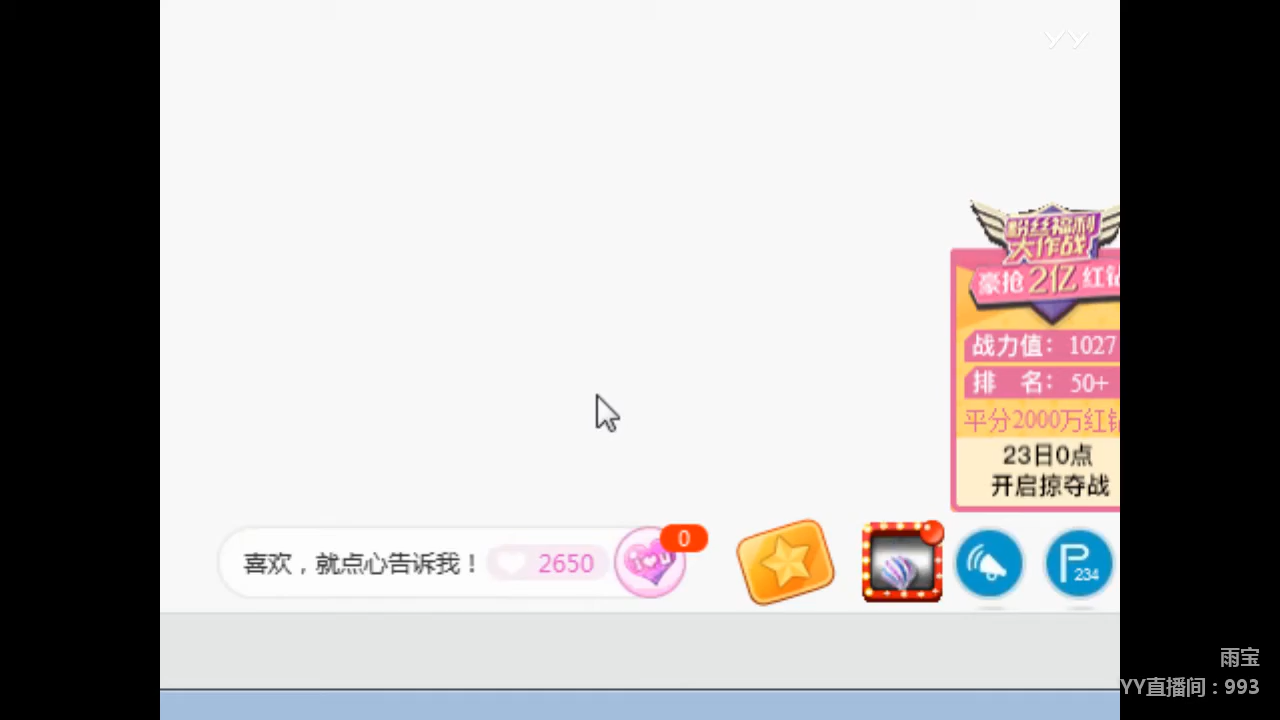 YY
粉丝福利
大作战
豪抢2亿红钻
战力值：1027
排 名：50+
平分2000万红钻
23日0点
开启掠夺战
喜欢，就点心告诉我！ 2650
I U
0
P 234
雨宝
YY直播间：993